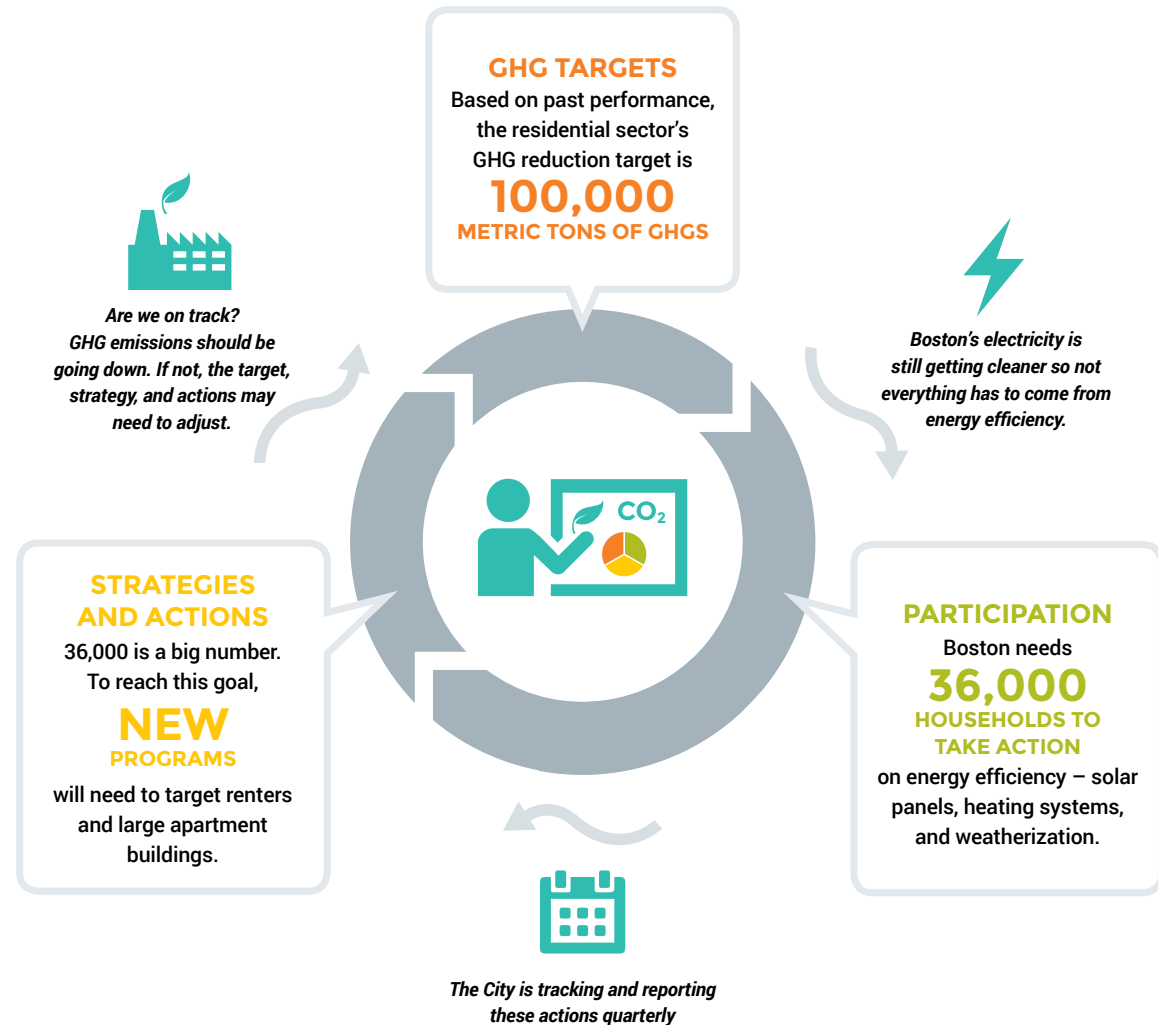 GHG TARGETS
Based on past performance,
the residential sector's
GHG reduction target is
100,000
METRIC TONS OF GHGS
Boston's electricity is
still getting cleaner so not
everything has to come from
energy efficiency.
PARTICIPATION
Boston needs
36,000
HOUSEHOLDS TO
TAKE ACTION
on energy efficiency – solar
panels, heating systems,
and weatherization.
The City is tracking and reporting
these actions quarterly
STRATEGIES
AND ACTIONS
36,000 is a big number.
To reach this goal,
NEW
PROGRAMS
will need to target renters
and large apartment
buildings.
Are we on track?
GHG emissions should be
going down. If not, the target,
strategy, and actions may
need to adjust.
CO₂